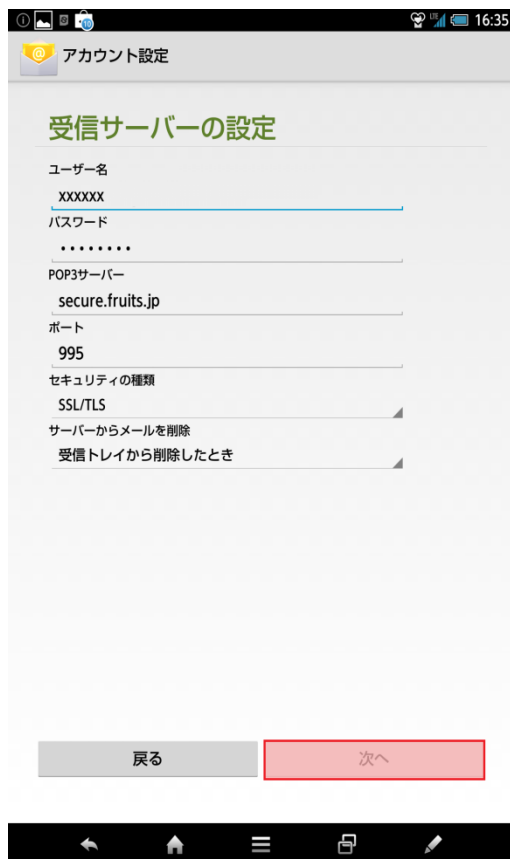 16:35
アカウント設定
受信サーバーの設定
ユーザー名
xxxxxx
パスワード
••••••••
POP3サーバー
secure.fruits.jp
ポート
995
セキュリティの種類
SSL/TLS
サーバーからメールを削除
受信トレイから削除したとき
戻る 次へ